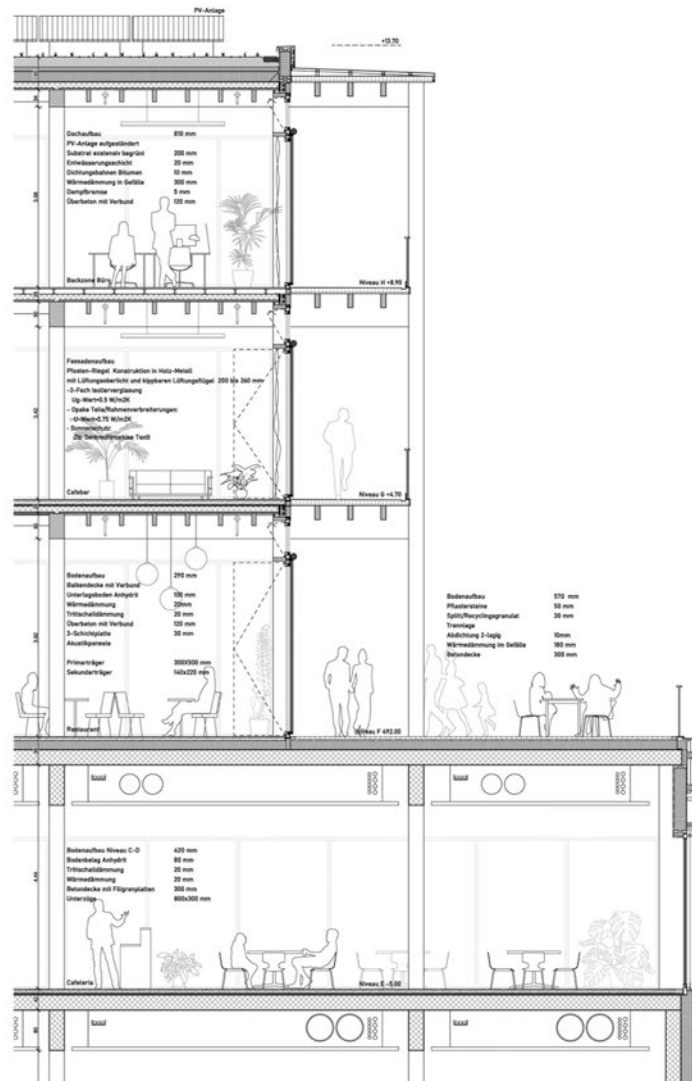 PV-Anlage
+13.70
Dachaufbau 810 mm
PV-Anlage aufgeständert
Substrat extensiv begrünt 200 mm
Entwässerungsschicht 20 mm
Dichtungsbahnen Bitumen 10 mm
Wärmedämmung in Gefälle 300 mm
Dampfbremse 5 mm
Überbeton mit Verbund 120 mm
Backzone Büro
Niveau H +8.90
Fassadenaufbau
Pfosten-Riegel Konstruktion in Holz-Metall
mit Lüftungsoberlicht und kippbaren Lüftungsflügel 200 bis 260 mm
-3-Fach Isolierverglasung
Ug-Wert=0.5 W/m2K
- Opake Teile/Rahmenverbreiterungen:
-U-Wert=0.75 W/m2K
- Sonnenschutz:
Zip Senkrechtmarkise Textil
3.42
Cafebar
Niveau G +4.70
Bodenaufbau 290 mm
Balkendecke mit Verbund
Unterlagsboden Anhydrit 100 mm
Wärmedämmung 20mm
Trittschalldämmung 20 mm
Überbeton mit Verbund 120 mm
3-Schichtplatte 30 mm
Akustikpaneele
Primärträger 300X500 mm
Sekundärträger 140x220 mm
Restaurant
Niveau F 492.00
Bodenaufbau 570 mm
Pflastersteine 50 mm
Splitt/Recyclingsgranulat 30 mm
Trennlage
Abdichtung 2-lagig 10mm
Wärmedämmung im Gefälle 180 mm
Betondecke 300 mm
Bodenaufbau Niveau C-D 420 mm
Bodenbelag Anhydrit 80 mm
Trittschalldämmung 20 mm
Wärmedämmung 20 mm
Betondecke mit Filigranplatten 300 mm
Unterzüge 800x300 mm
Cafeteria
Niveau E -5.00
42
80